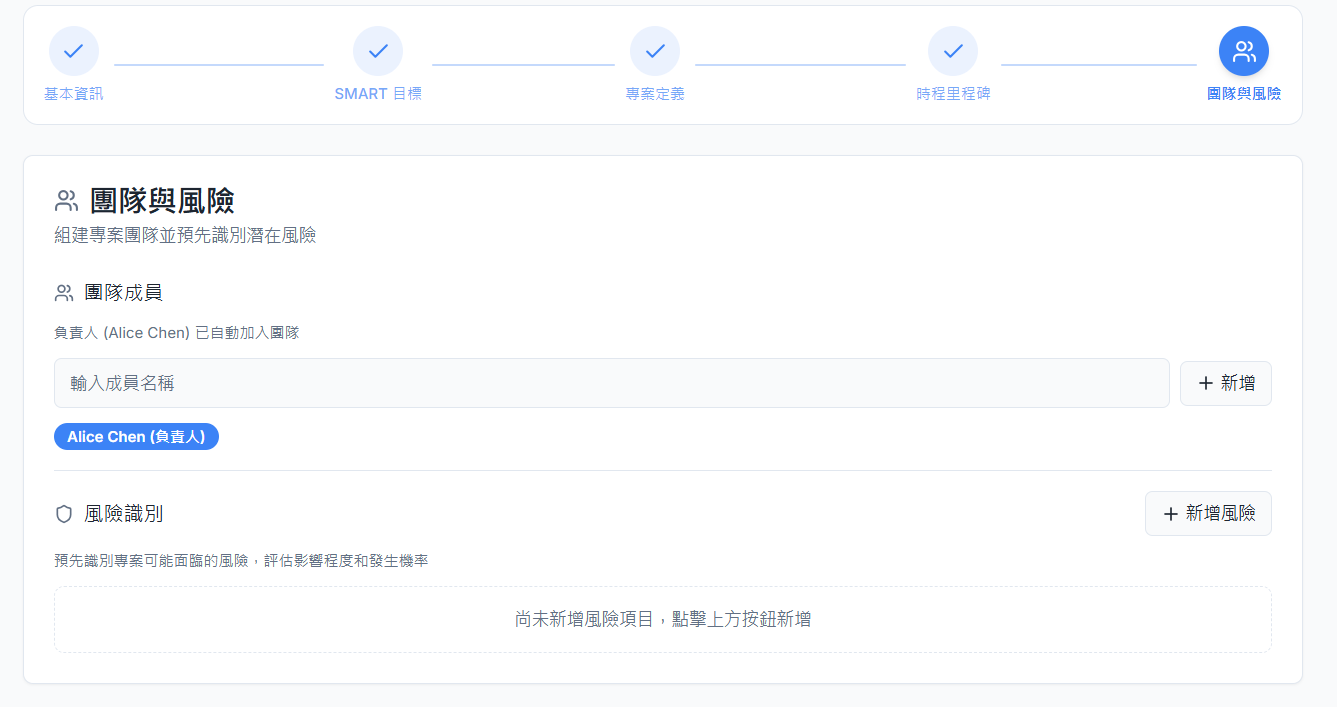 基本資訊
SMART 目標
專案定義
時程里程碑
團隊與風險
團隊與風險
組建專案團隊並預先識別潛在風險
團隊成員
負責人 (Alice Chen) 已自動加入團隊
輸入成員名稱
+ 新增
Alice Chen (負責人)
風險識別
+ 新增風險
預先識別專案可能面臨的風險，評估影響程度和發生機率
尚未新增風險項目，點擊上方按鈕新增